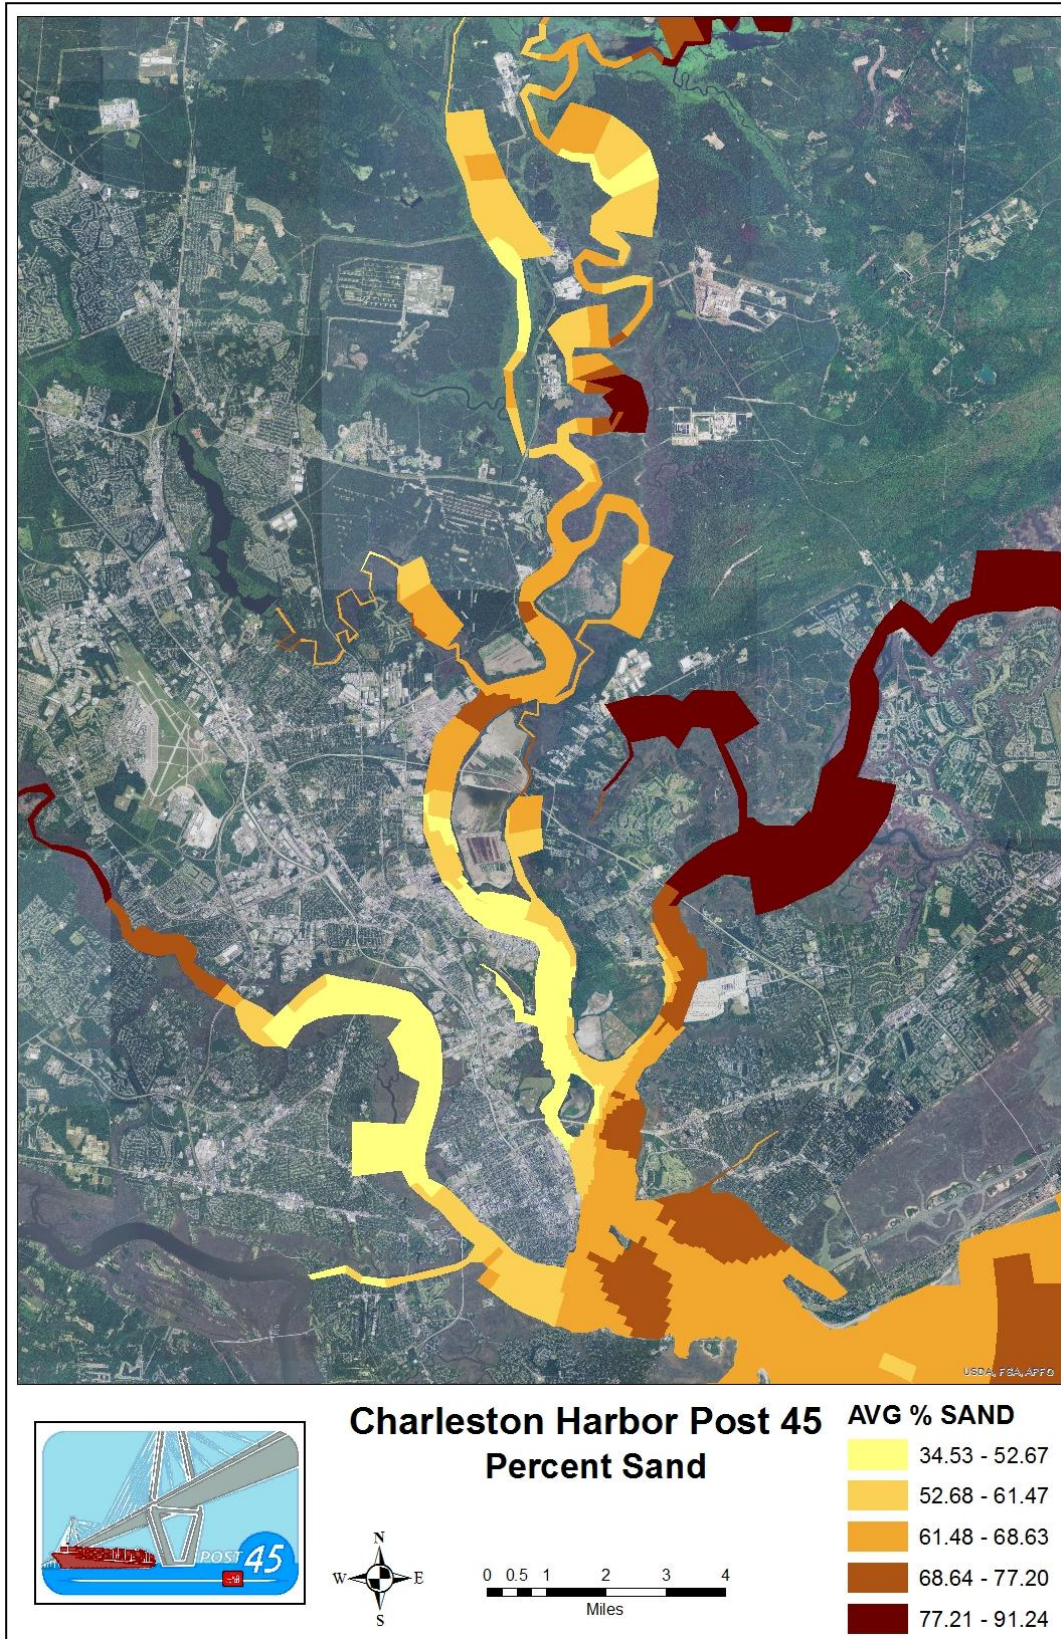 USDA, FSA, APFO
Charleston Harbor Post 45
Percent Sand
POST 45
N
W E
S
0 0.5 1 2 3 4
Miles
AVG % SAND
34.53 - 52.67
52.68 - 61.47
61.48 - 68.63
68.64 - 77.20
77.21 - 91.24